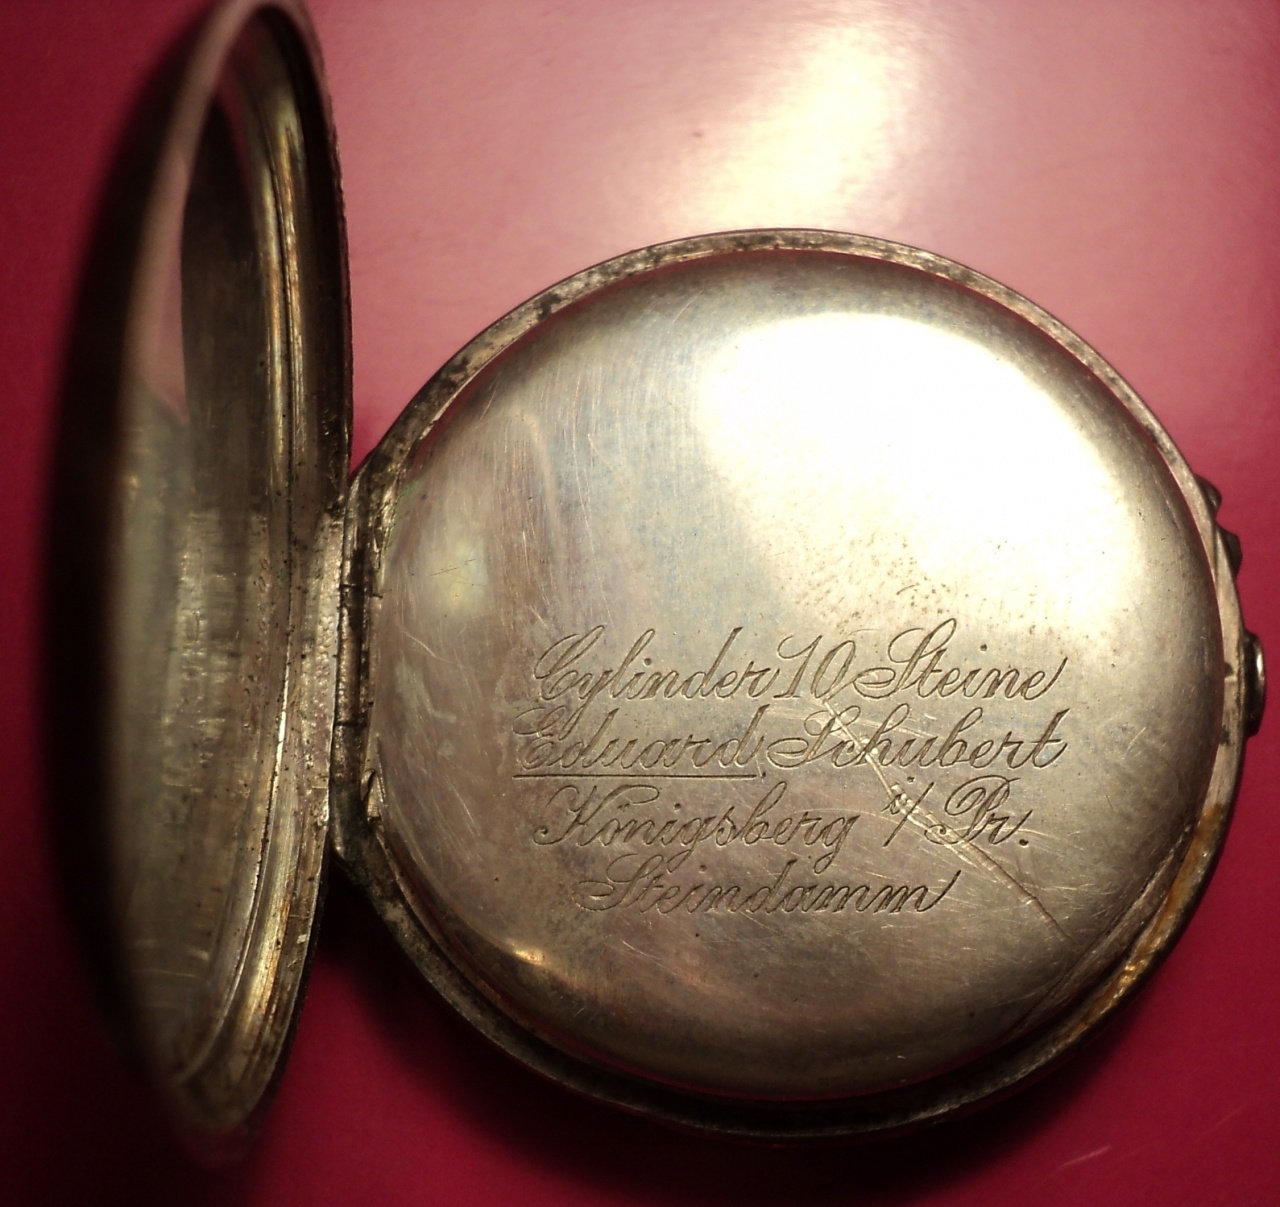 Cylinder 10 Steine
Eduard Schubert
Königsberg i/Pr.
Steindamm